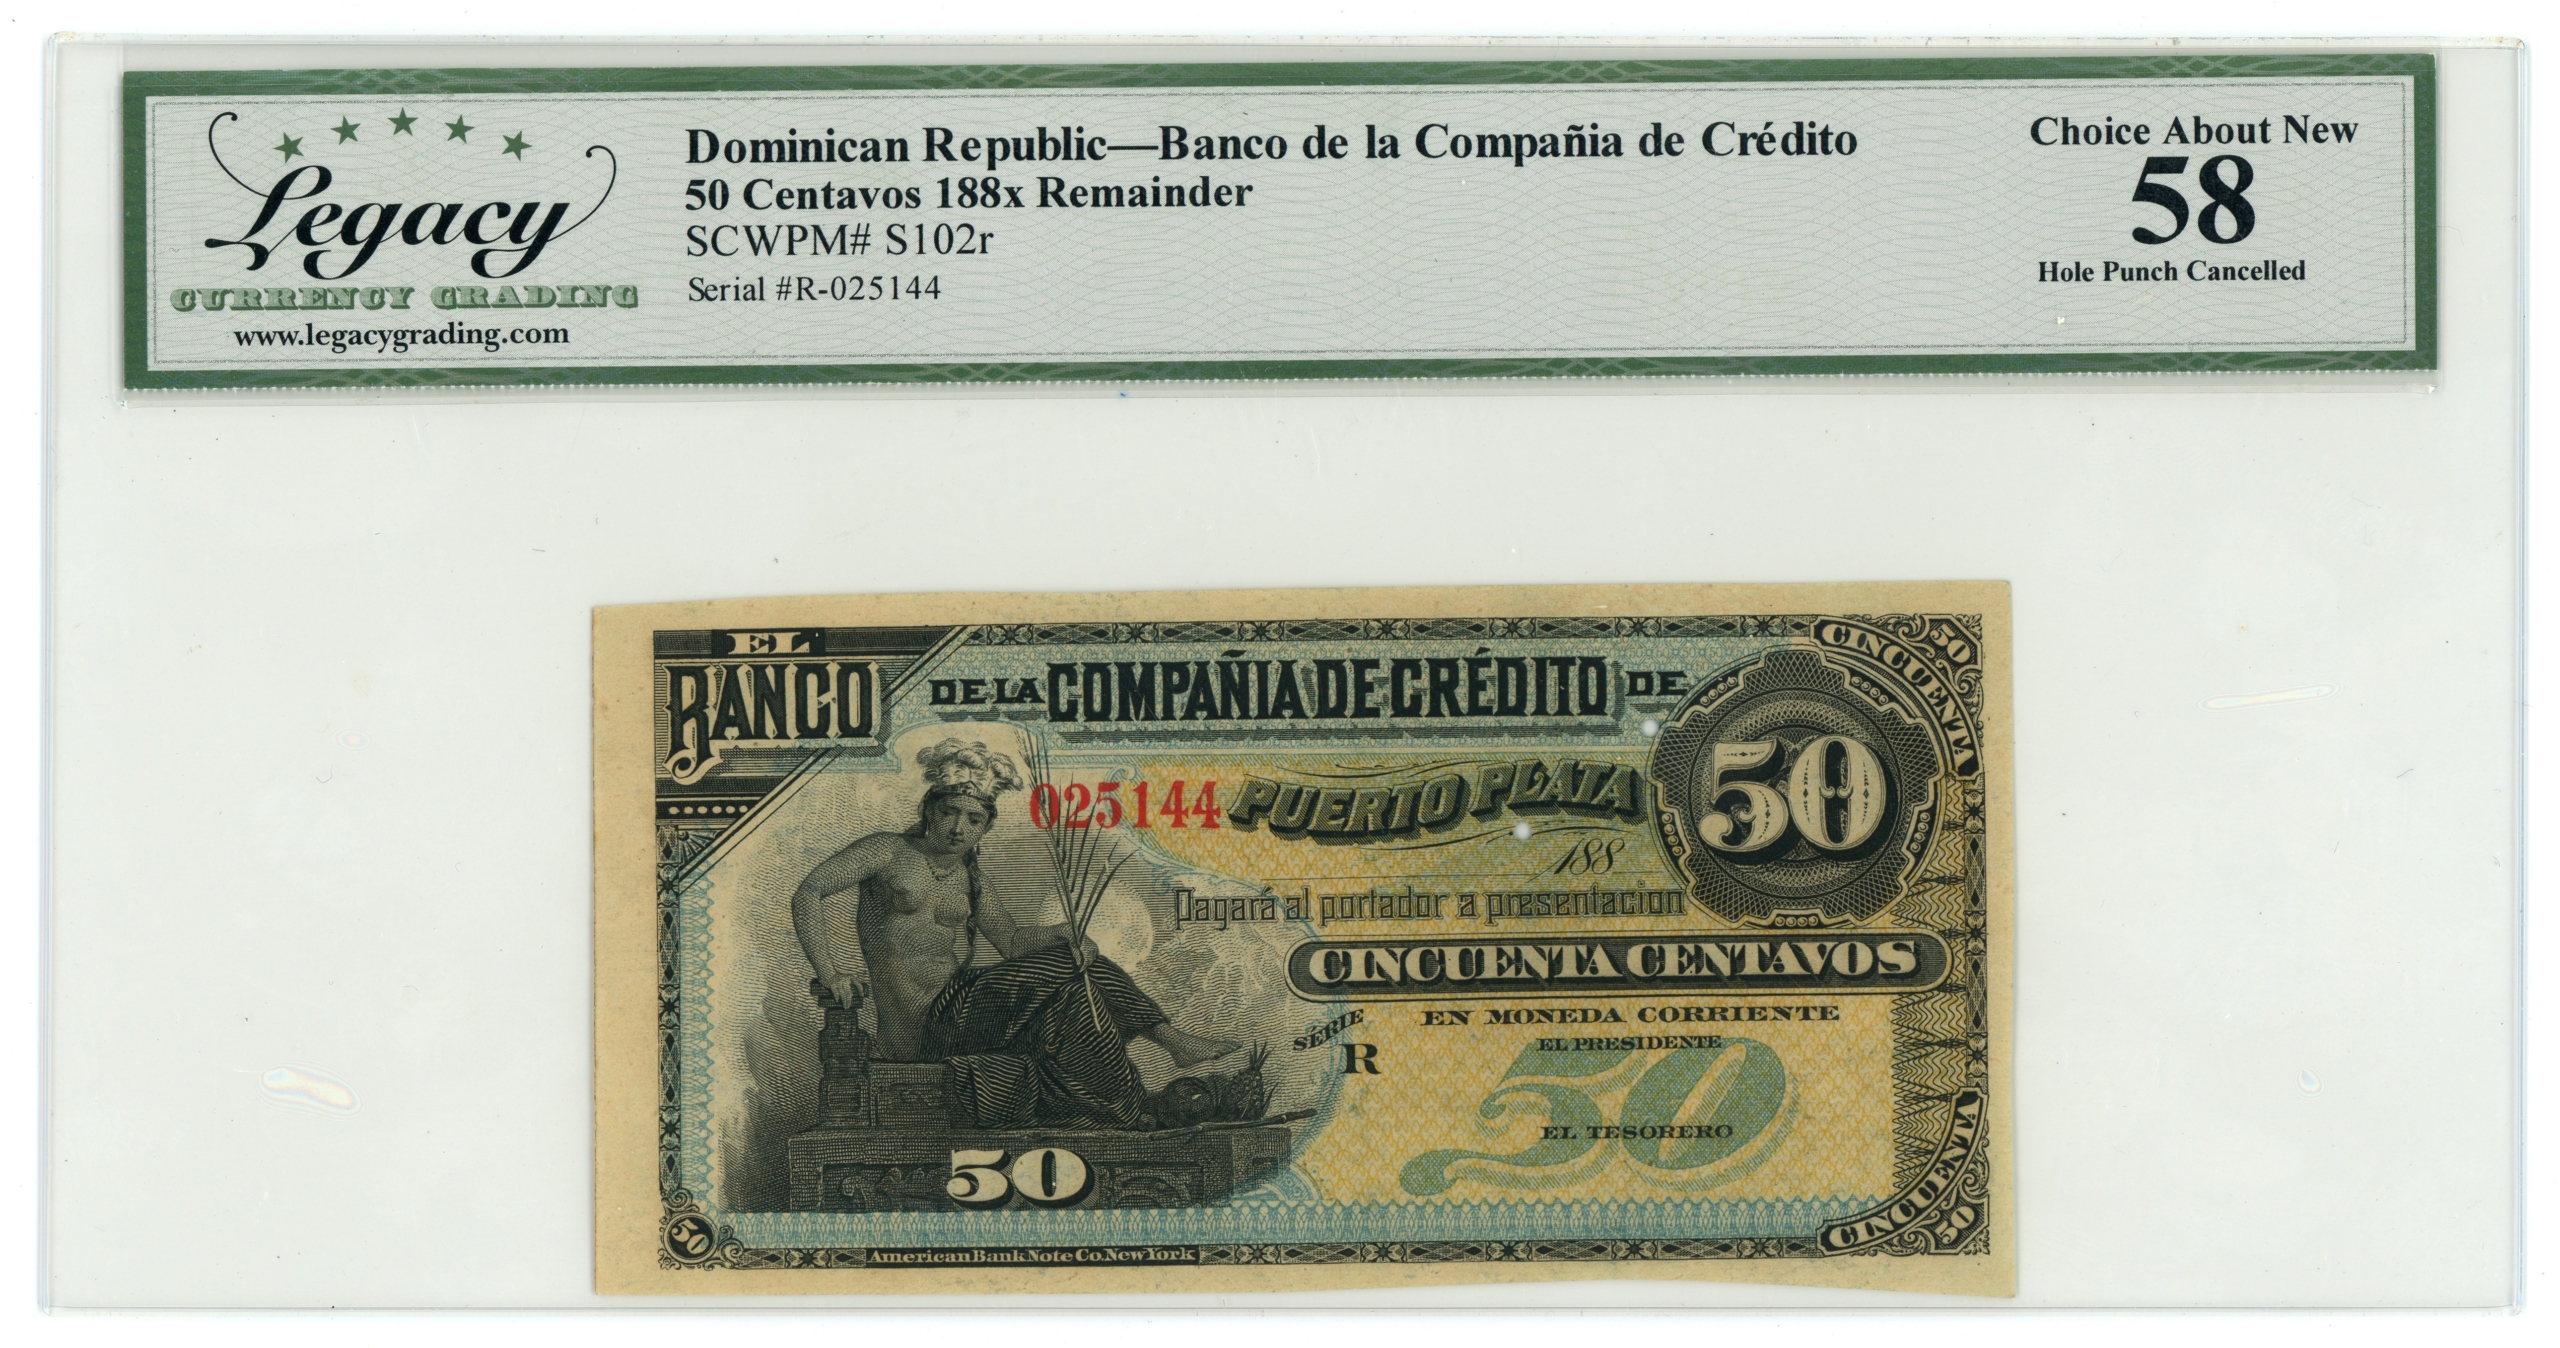 Legacy
CURRENCY GRADING
www.legacygrading.com
Dominican Republic—Banco de la Compañia de Crédito
50 Centavos 188x Remainder
SCWPM# S102r
Serial #R-025144
Choice About New
58
Hole Punch Cancelled
EL
BANCO
DE LA COMPAÑIA DE CRÉDITO DE
CINCUENTA
50
50
025144 PUERTO PLATA
188
Pagará al portador a presentacion
CINCUENTA CENTAVOS
EN MONEDA CORRIENTE
SÉRIE
R
EL PRESIDENTE
50
EL TESORERO
50
50
CINCUENTA
50
American Bank Note Co. New York